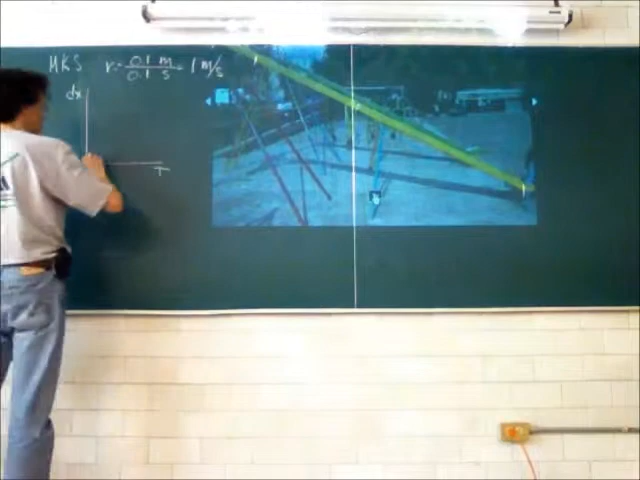 MKS v = 0.1 m / 0.1 s = 1 m/s
dx
T